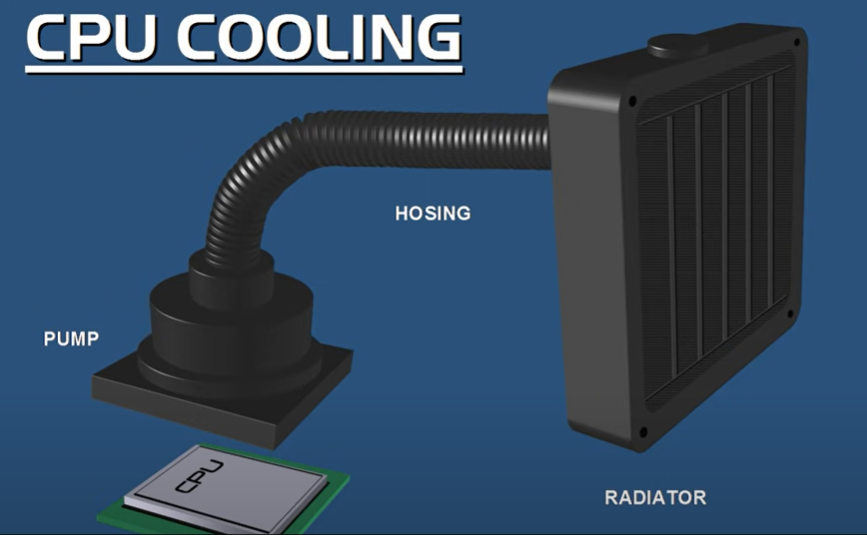 CPU COOLING
HOSING
PUMP
CPU
RADIATOR